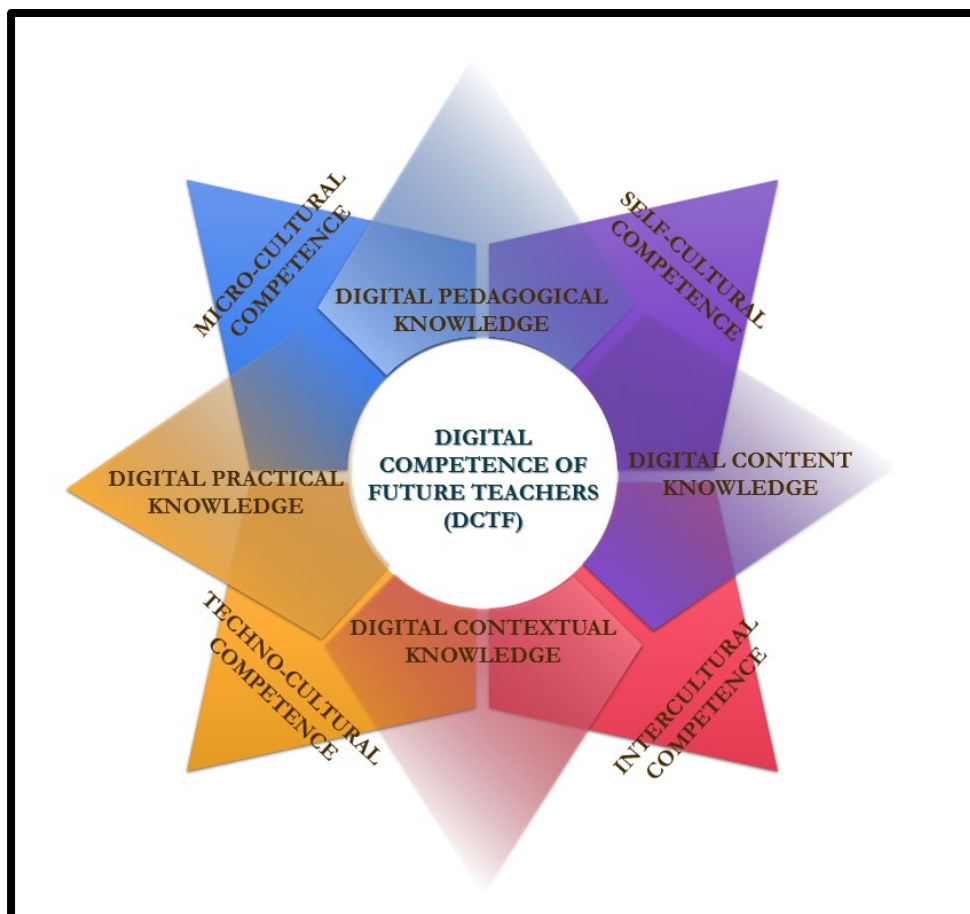 MICRO-CULTURAL
COMPETENCE
SELF-CULTURAL
COMPETENCE
DIGITAL PEDAGOGICAL
KNOWLEDGE
DIGITAL
COMPETENCE OF
FUTURE TEACHERS
(DCTF)
DIGITAL PRACTICAL
KNOWLEDGE
DIGITAL CONTENT
KNOWLEDGE
DIGITAL CONTEXTUAL
KNOWLEDGE
TECHNO-CULTURAL
COMPETENCE
INTERCULTURAL
COMPETENCE